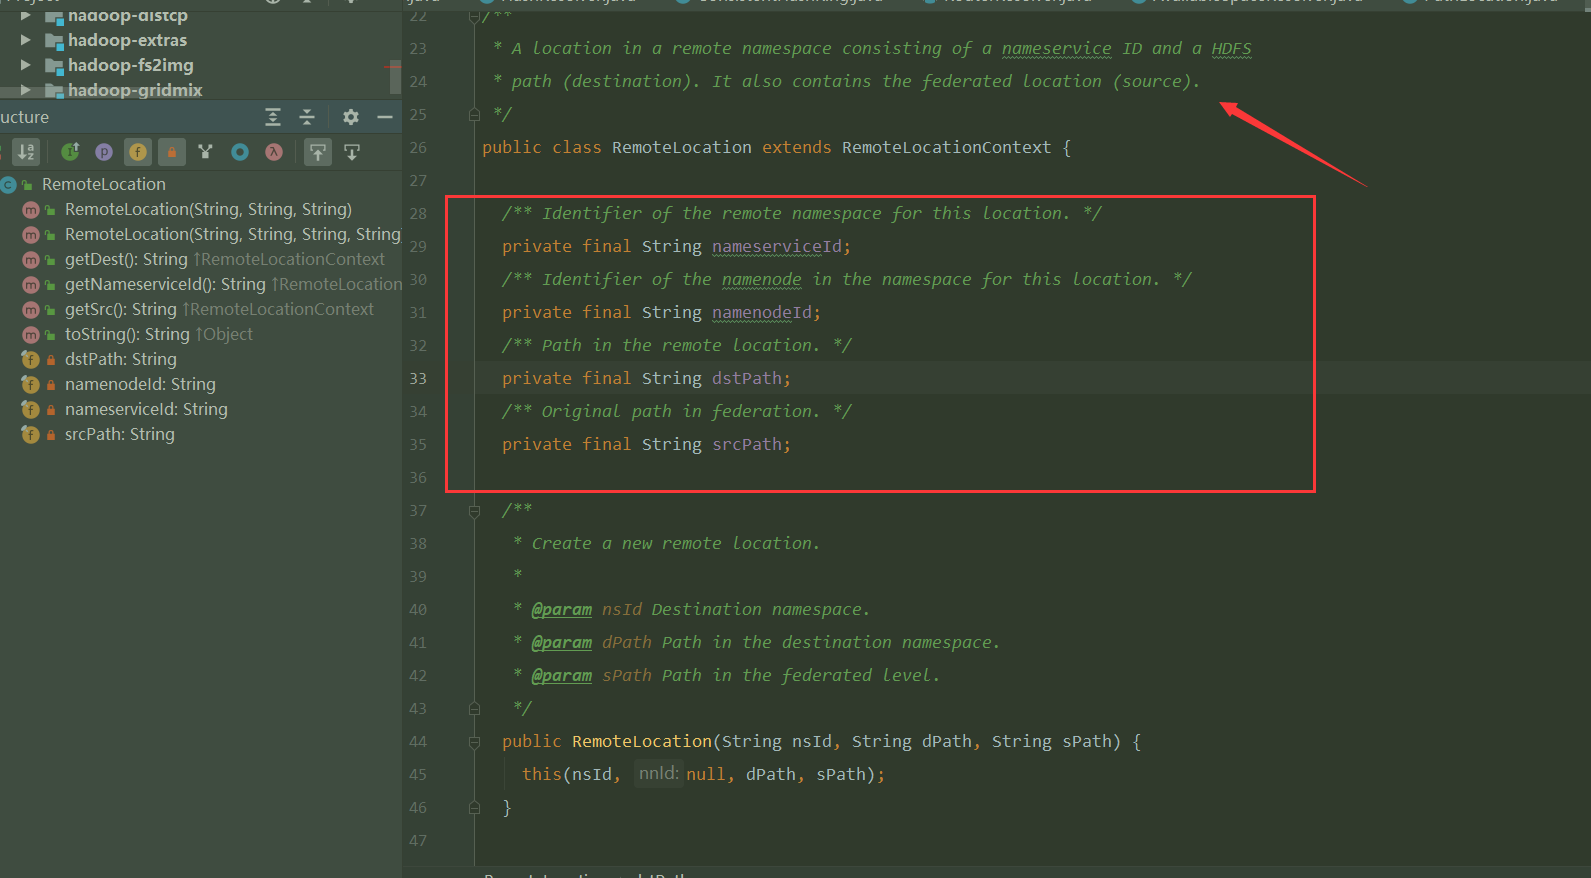 hadoop-distcp
hadoop-extras
hadoop-fs2img
hadoop-gridmix
ucture
RemoteLocation
RemoteLocation(String, String, String)
RemoteLocation(String, String, String, String
getDest(): String ↑RemoteLocationContext
getNameserviceId(): String ↑RemoteLocation
getSrc(): String ↑RemoteLocationContext
toString(): String ↑Object
dstPath: String
namenodeId: String
nameserviceId: String
srcPath: String
22 /**
23 * A location in a remote namespace consisting of a nameservice ID and a HDFS
24 * path (destination). It also contains the federated location (source).
25 */
26 public class RemoteLocation extends RemoteLocationContext {
27
28 /** Identifier of the remote namespace for this location. */
29 private final String nameserviceId;
30 /** Identifier of the namenode in the namespace for this location. */
31 private final String namenodeId;
32 /** Path in the remote location. */
33 private final String dstPath;
34 /** Original path in federation. */
35 private final String srcPath;
36
37 /**
38 * Create a new remote location.
39 *
40 * @param nsId Destination namespace.
41 * @param dPath Path in the destination namespace.
42 * @param sPath Path in the federated level.
43 */
44 public RemoteLocation(String nsId, String dPath, String sPath) {
45 this(nsId, nnId: null, dPath, sPath);
46 }
47